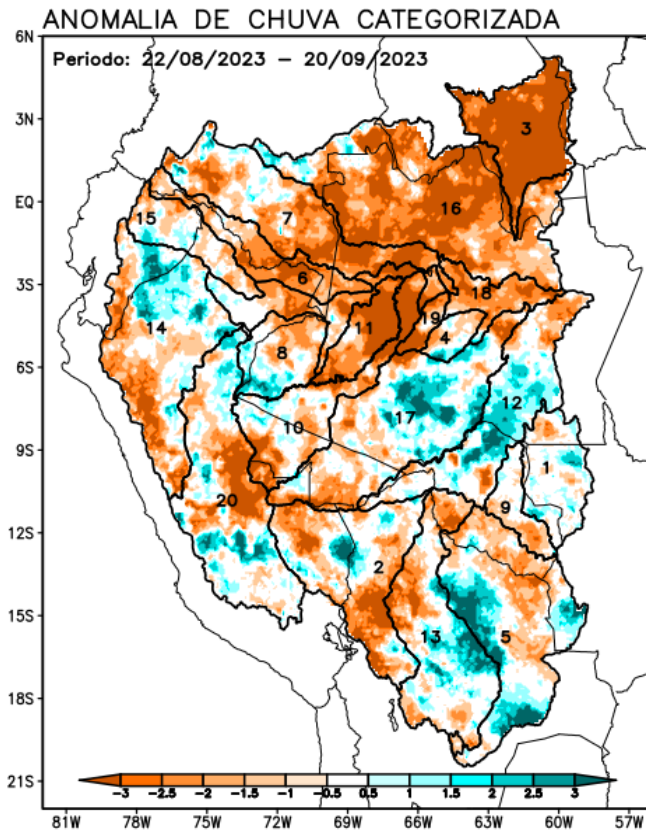 ANOMALIA DE CHUVA CATEGORIZADA
6N
Periodo: 22/08/2023 – 20/09/2023
3N
3
EQ
16
15
7
3S
6
18
14
11
19
4
8
6S
17
12
10
9S
1
20
9
12S
2
15S
13
5
18S
21S
-3 -2.5 -2 -1.5 -1 -0.5 0.5 1 1.5 2 2.5 3
81W 78W 75W 72W 69W 66W 63W 60W 57W